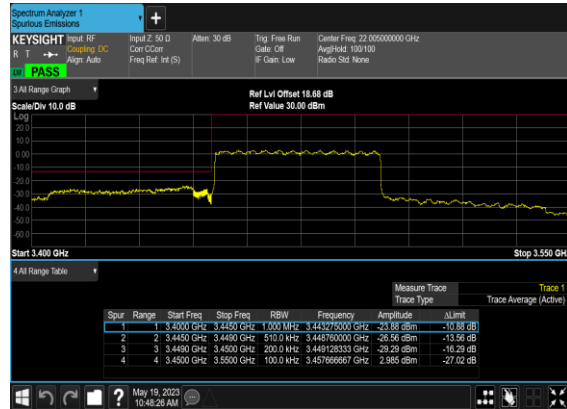 Spectrum Analyzer 1
Spurious Emissions
KEYSIGHT Input: RF Input Z: 50 Ω Atten: 30 dB Trig: Free Run Center Freq: 22.005000000 GHz
R T Coupling: DC Corr CCorr Gate: Off Avg|Hold: 100/100
Align: Auto Freq Ref: Int (S) IF Gain: Low Radio Std: None
PASS
3 All Range Graph
Ref Lvl Offset 18.68 dB
Scale/Div 10.0 dB Ref Value 30.00 dBm
Log
20.0
10.0
0.00
-10.0
-20.0
-30.0
-40.0
-50.0
-60.0
Start 3.400 GHz Stop 3.550 GH
4 All Range Table
Measure Trace Trace 1
Trace Type Trace Average (Active)
Spur Range Start Freq Stop Freq RBW Frequency Amplitude ΔLimit
1 1 3.4000 GHz 3.4450 GHz 1.000 MHz 3.443275000 GHz -23.88 dBm -10.88 dB
2 2 3.4450 GHz 3.4490 GHz 510.0 kHz 3.448760000 GHz -26.56 dBm -13.56 dB
3 3 3.4490 GHz 3.4500 GHz 200.0 kHz 3.449128333 GHz -29.29 dBm -16.29 dB
4 4 3.4500 GHz 3.5500 GHz 100.0 kHz 3.457666667 GHz 2.985 dBm -27.02 dB
May 19, 2023
10:48:26 AM